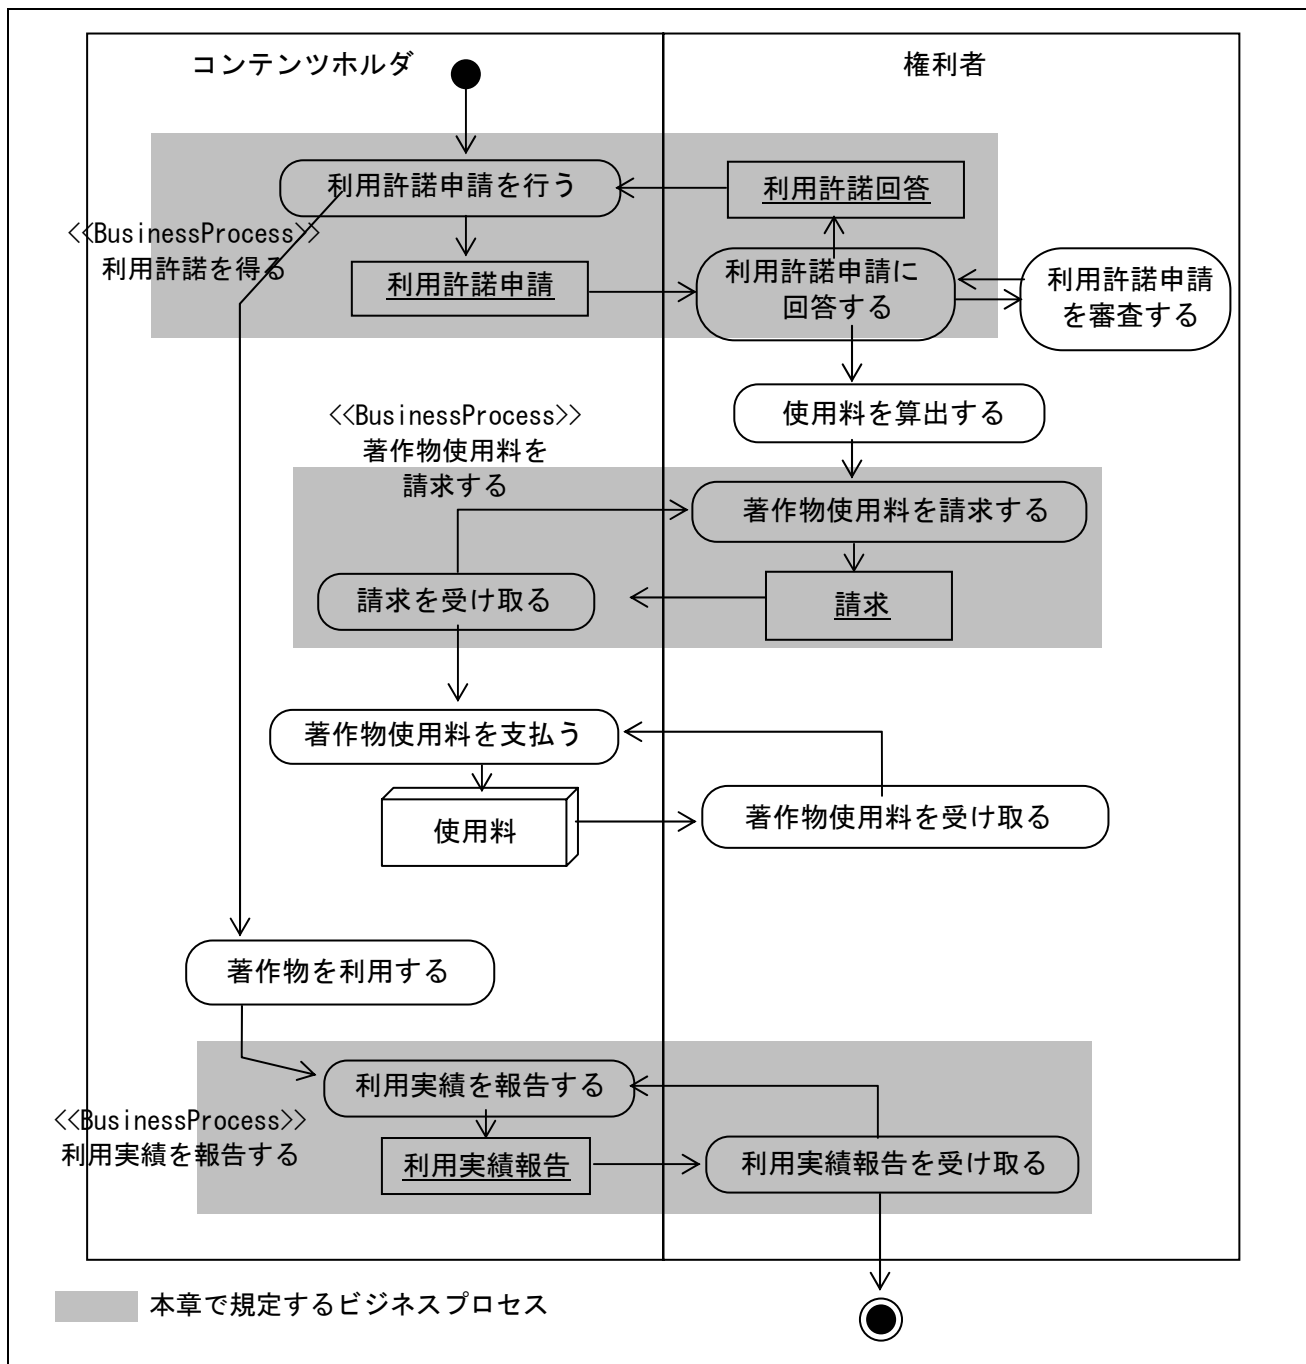 コンテンツホルダ
権利者
利用許諾申請を行う
利用許諾回答
<<BusinessProcess>>
利用許諾を得る
利用許諾申請
利用許諾申請に
回答する
利用許諾申請
を審査する
使用料を算出する
<<BusinessProcess>>
著作物使用料を
請求する
著作物使用料を請求する
請求を受け取る
請求
著作物使用料を支払う
使用料
著作物使用料を受け取る
著作物を利用する
利用実績を報告する
<<BusinessProcess>>
利用実績を報告する
利用実績報告
利用実績報告を受け取る
本章で規定するビジネスプロセス